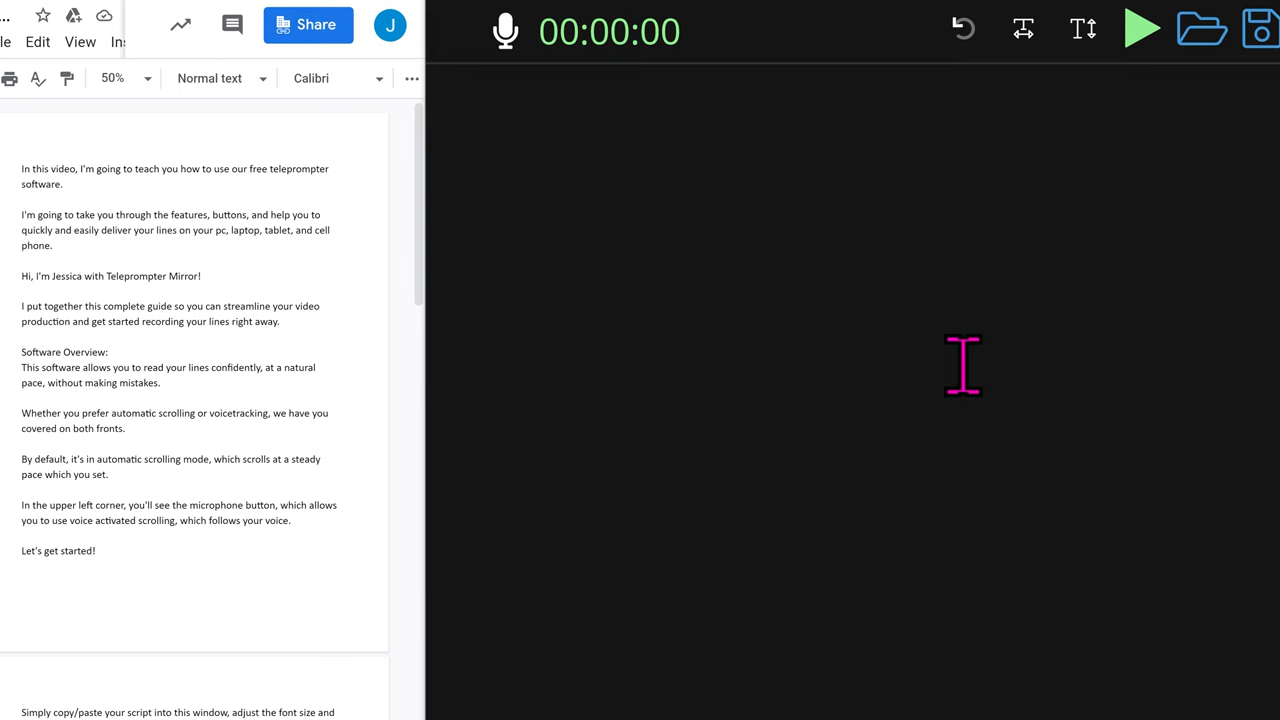 ...
Share
J
le Edit View Ins
50% Normal text Calibri
00:00:00
In this video, I'm going to teach you how to use our free teleprompter
software.
I'm going to take you through the features, buttons, and help you to
quickly and easily deliver your lines on your pc, laptop, tablet, and cell
phone.
Hi, I'm Jessica with Teleprompter Mirror!
I put together this complete guide so you can streamline your video
production and get started recording your lines right away.
Software Overview:
This software allows you to read your lines confidently, at a natural
pace, without making mistakes.
Whether you prefer automatic scrolling or voicetracking, we have you
covered on both fronts.
By default, it's in automatic scrolling mode, which scrolls at a steady
pace which you set.
In the upper left corner, you'll see the microphone button, which allows
you to use voice activated scrolling, which follows your voice.
Let's get started!
Simply copy/paste your script into this window, adjust the font size and